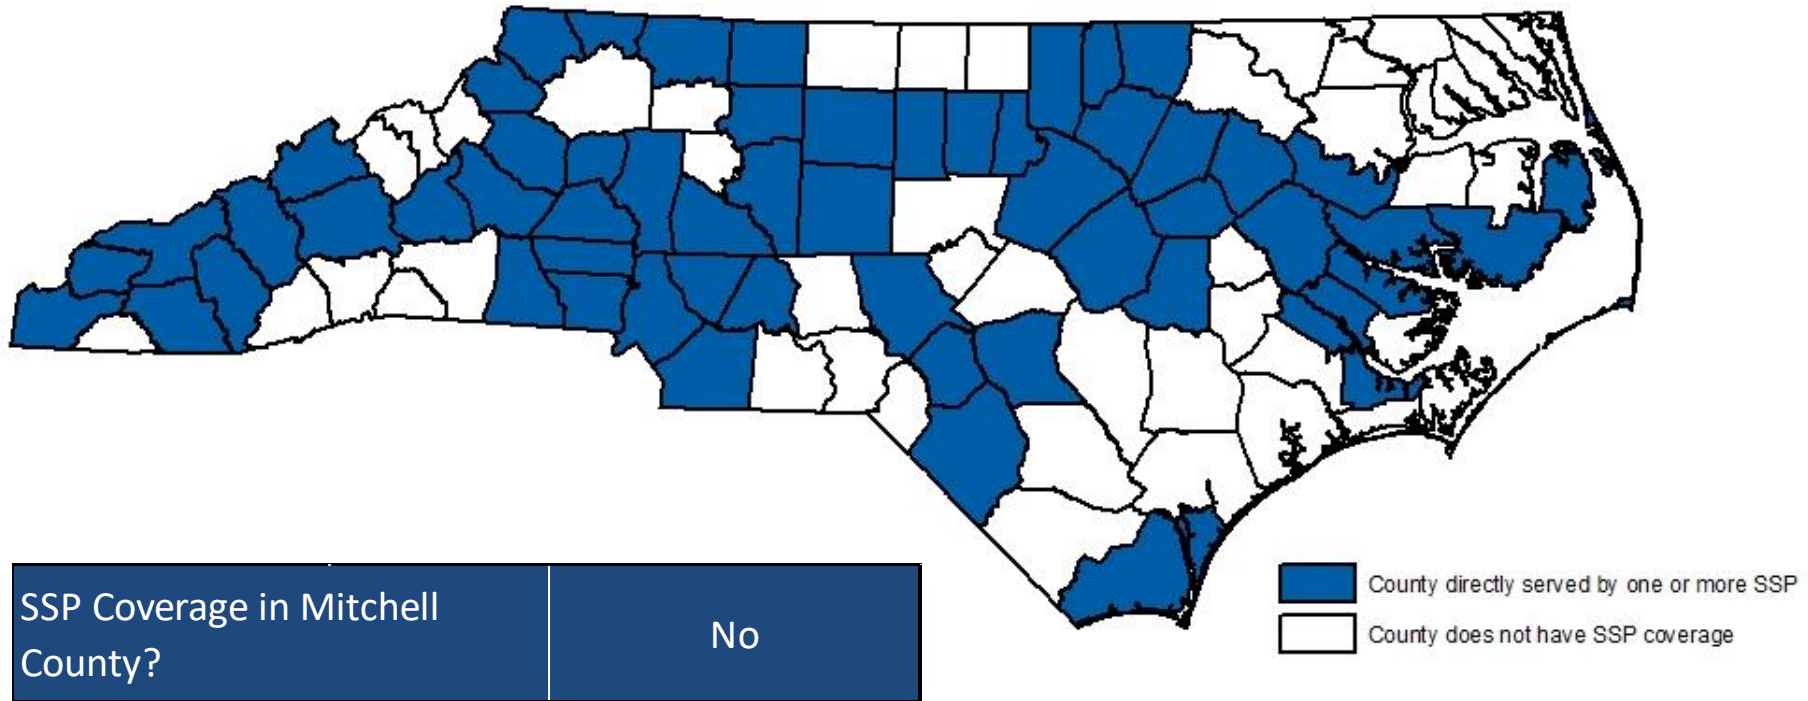 SSP Coverage in Mitchell
County?
No
County directly served by one or more SSP
County does not have SSP coverage